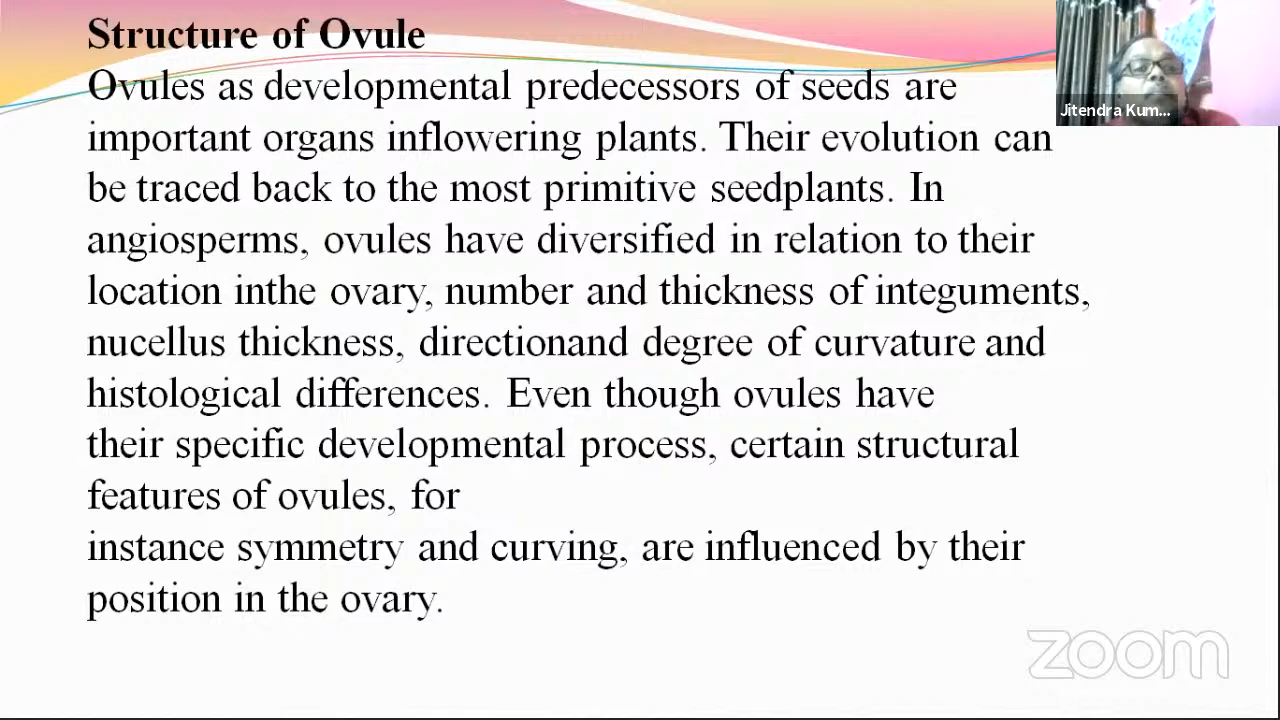 Structure of Ovule
Ovules as developmental predecessors of seeds are
important organs inflowering plants. Their evolution can
be traced back to the most primitive seedplants. In
angiosperms, ovules have diversified in relation to their
location inthe ovary, number and thickness of integuments,
nucellus thickness, directionand degree of curvature and
histological differences. Even though ovules have
their specific developmental process, certain structural
features of ovules, for
instance symmetry and curving, are influenced by their
position in the ovary.
Jitendra Kum...
zoom